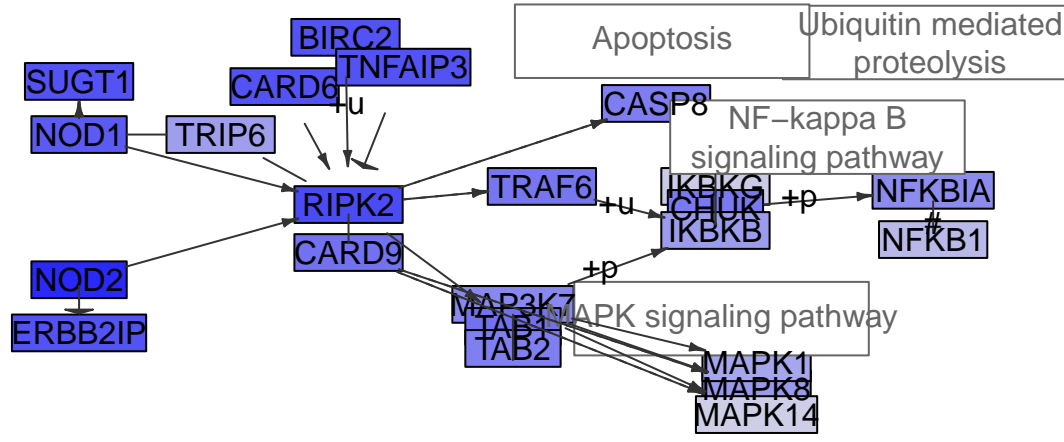 BIRC2
Apoptosis
Ubiquitin mediated
proteolysis
TNFAIP3
SUGT1
CARD6
+u
CASP8
NOD1
TRIP6
NF−kappa B
signaling pathway
IKBKG
TRAF6
RIPK2
CHUK
+p
NFKBIA
+u
IKBKB
#
NFKB1
CARD9
+p
NOD2
MAP3K7
MAPK signaling pathway
TAB1
ERBB2IP
TAB2
MAPK1
MAPK8
MAPK14